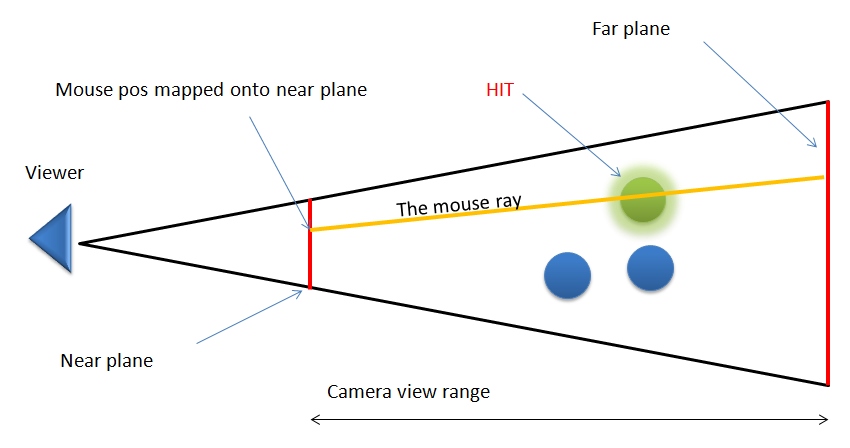 Far plane
Mouse pos mapped onto near plane
HIT
Viewer
The mouse ray
Near plane
Camera view range